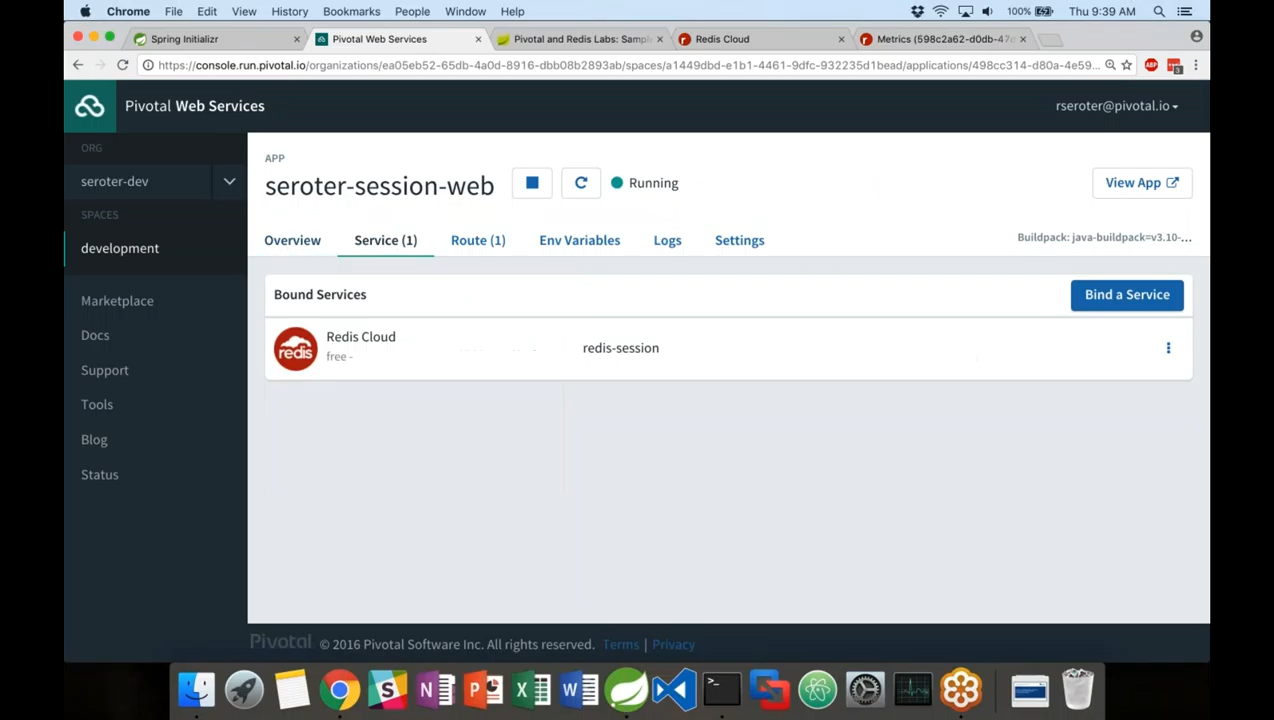 Chrome File Edit View History Bookmarks People Window Help 100% Thu 9:39 AM
Spring Initializr Pivotal Web Services Pivotal and Redis Labs: Sampl Redis Cloud Metrics (598c2a62-d0db-47
https://console.run.pivotal.io/organizations/ea05eb52-65db-4a0d-8916-dbb08b2893ab/spaces/a1449dbd-e1b1-4461-9dfc-932235d1bead/applications/498cc314-d80a-4e59... ABP 3
Pivotal Web Services rseroter@pivotal.io
ORG
seroter-dev
SPACES
development
Marketplace
Docs
Support
Tools
Blog
Status
APP
seroter-session-web Running View App
Overview Service (1) Route (1) Env Variables Logs Settings Buildpack: java-buildpack=v3.10-...
Bound Services Bind a Service
redis Redis Cloud redis-session
free -
Pivotal © 2016 Pivotal Software Inc. All rights reserved. Terms | Privacy